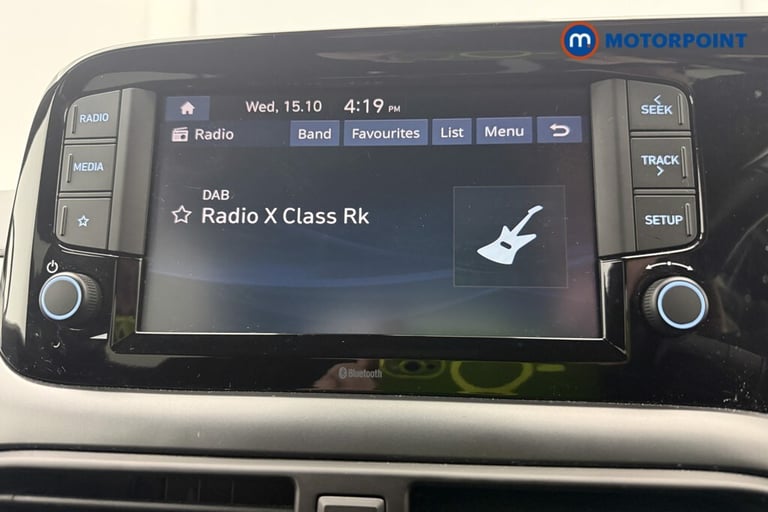 m MOTORPOINT
RADIO
MEDIA
Wed, 15.10 4:19 PM
Radio Band Favourites List Menu
DAB
Radio X Class Rk
SEEK
TRACK
SETUP
Bluetooth